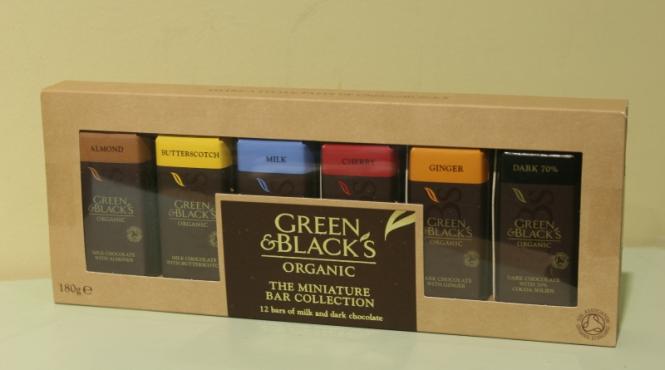 ALMOND
GREEN
&BLACK'S
ORGANIC
MILK CHOCOLATE
WITH ALMONDS
BUTTERSCOTCH
GREEN
&BLACK'S
ORGANIC
MILK CHOCOLATE
WITH BUTTERSCOTCH
MILK
CHERRY
GINGER
GREEN
&BLACK'S
ORGANIC
DARK CHOCOLATE
WITH GINGER
DARK 70%
GREEN
&BLACK'S
ORGANIC
DARK CHOCOLATE
WITH 70%
COCOA SOLIDS
GREEN
&BLACK'S
ORGANIC
THE MINIATURE
BAR COLLECTION
12 bars of milk and dark chocolate
180g e